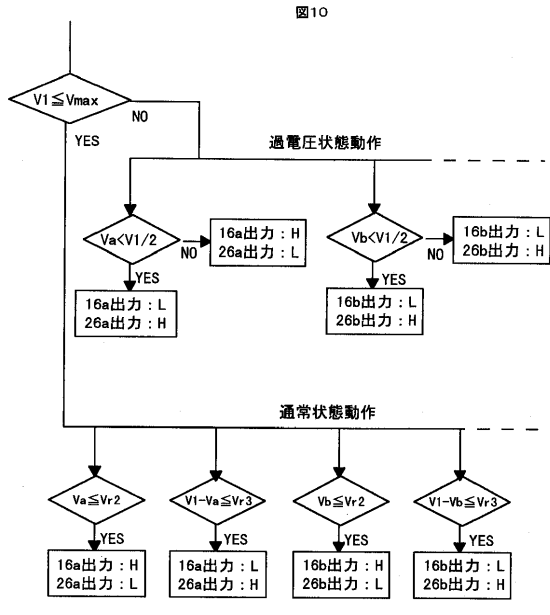 図10
V1≦Vmax
NO
YES
過電圧状態動作
Va<V1/2
NO
16a出力:H
26a出力:L
YES
16a出力:L
26a出力:H
Vb<V1/2
NO
16b出力:L
26b出力:H
YES
16b出力:L
26b出力:H
通常状態動作
Va≦Vr2
YES
16a出力:H
26a出力:L
V1-Va≦Vr3
YES
16a出力:L
26a出力:H
Vb≦Vr2
YES
16b出力:H
26b出力:L
V1-Vb≦Vr3
YES
16b出力:L
26b出力:H